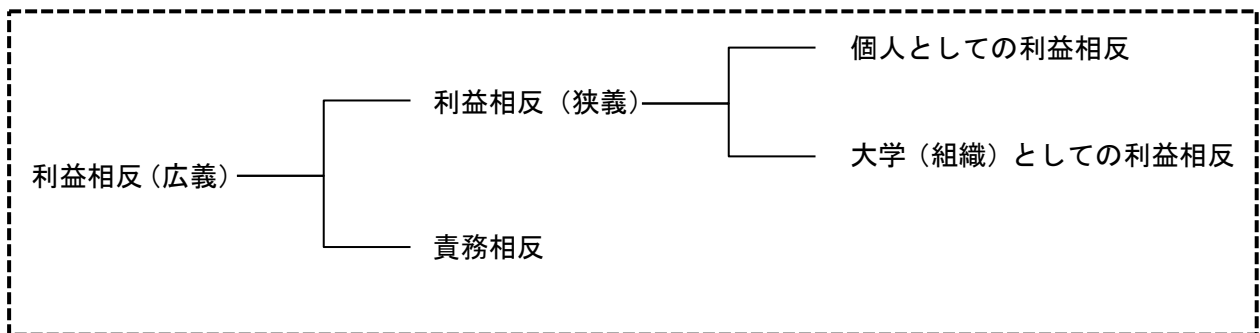 個人としての利益相反
利益相反（狭義）
大学（組織）としての利益相反
利益相反（広義）
責務相反